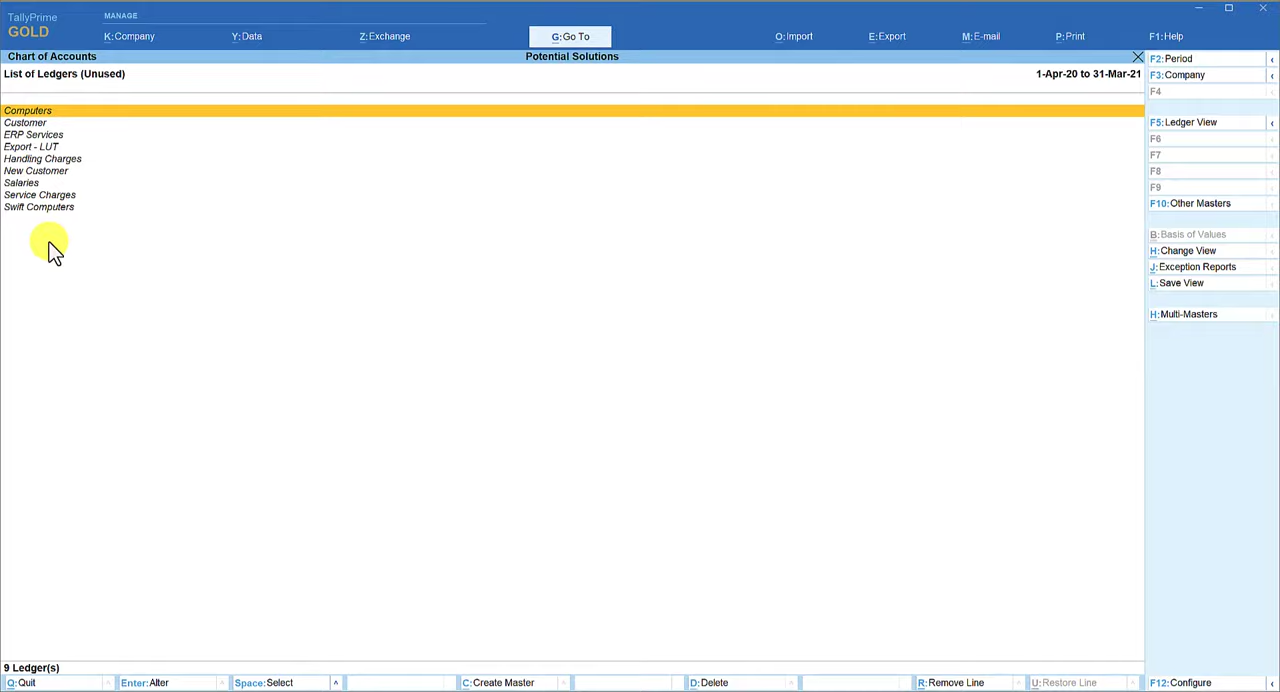 TallyPrime
GOLD
MANAGE
K:Company Y:Data Z:Exchange G:Go To O:Import E:Export M:E-mail P:Print F1:Help
Chart of Accounts Potential Solutions
List of Ledgers (Unused) 1-Apr-20 to 31-Mar-21
Computers
Customer
ERP Services
Export - LUT
Handling Charges
New Customer
Salaries
Service Charges
Swift Computers
F2:Period
F3:Company
F4
F5:Ledger View
F6
F7
F8
F9
F10:Other Masters
B:Basis of Values
H:Change View
J:Exception Reports
L:Save View
H:Multi-Masters
9 Ledger(s)
Q:Quit Enter:Alter Space:Select C:Create Master D:Delete R:Remove Line U:Restore Line F12:Configure